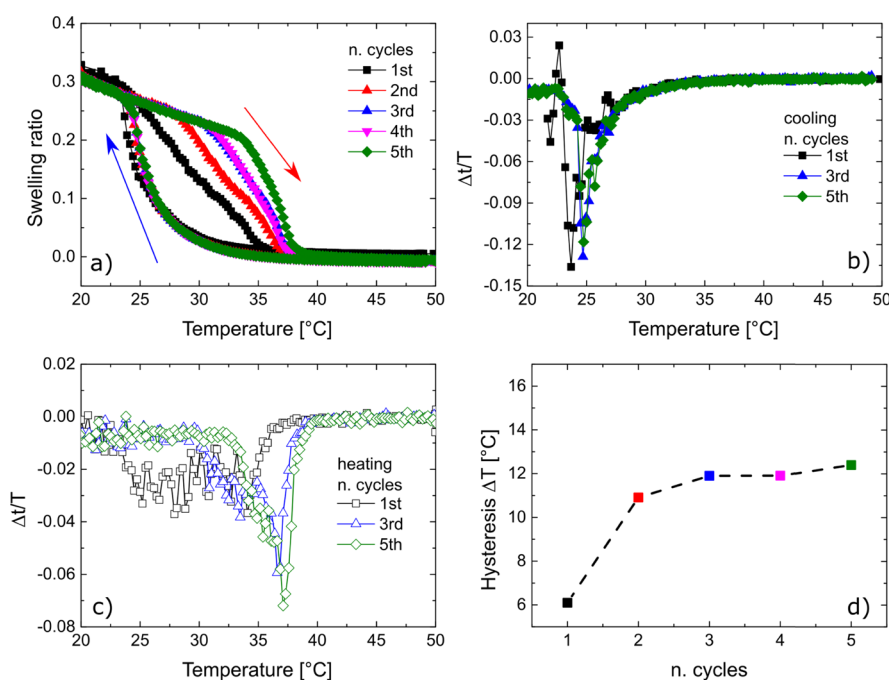 0.4
0.3
0.2
0.1
0.0
Swelling ratio
n. cycles
1st
2nd
3rd
4th
5th
a)
20 25 30 35 40 45 50
Temperature [°C]
0.03
0.00
-0.03
-0.06
-0.09
-0.12
-0.15
Δt/T
cooling
n. cycles
1st
3rd
5th
b)
20 25 30 35 40 45 50
Temperature [°C]
0.02
0.00
-0.02
-0.04
-0.06
-0.08
Δt/T
heating
n. cycles
1st
3rd
5th
c)
20 25 30 35 40 45 50
Temperature [°C]
16
14
12
10
8
6
Hysteresis ΔT [°C]
d)
1 2 3 4 5
n. cycles